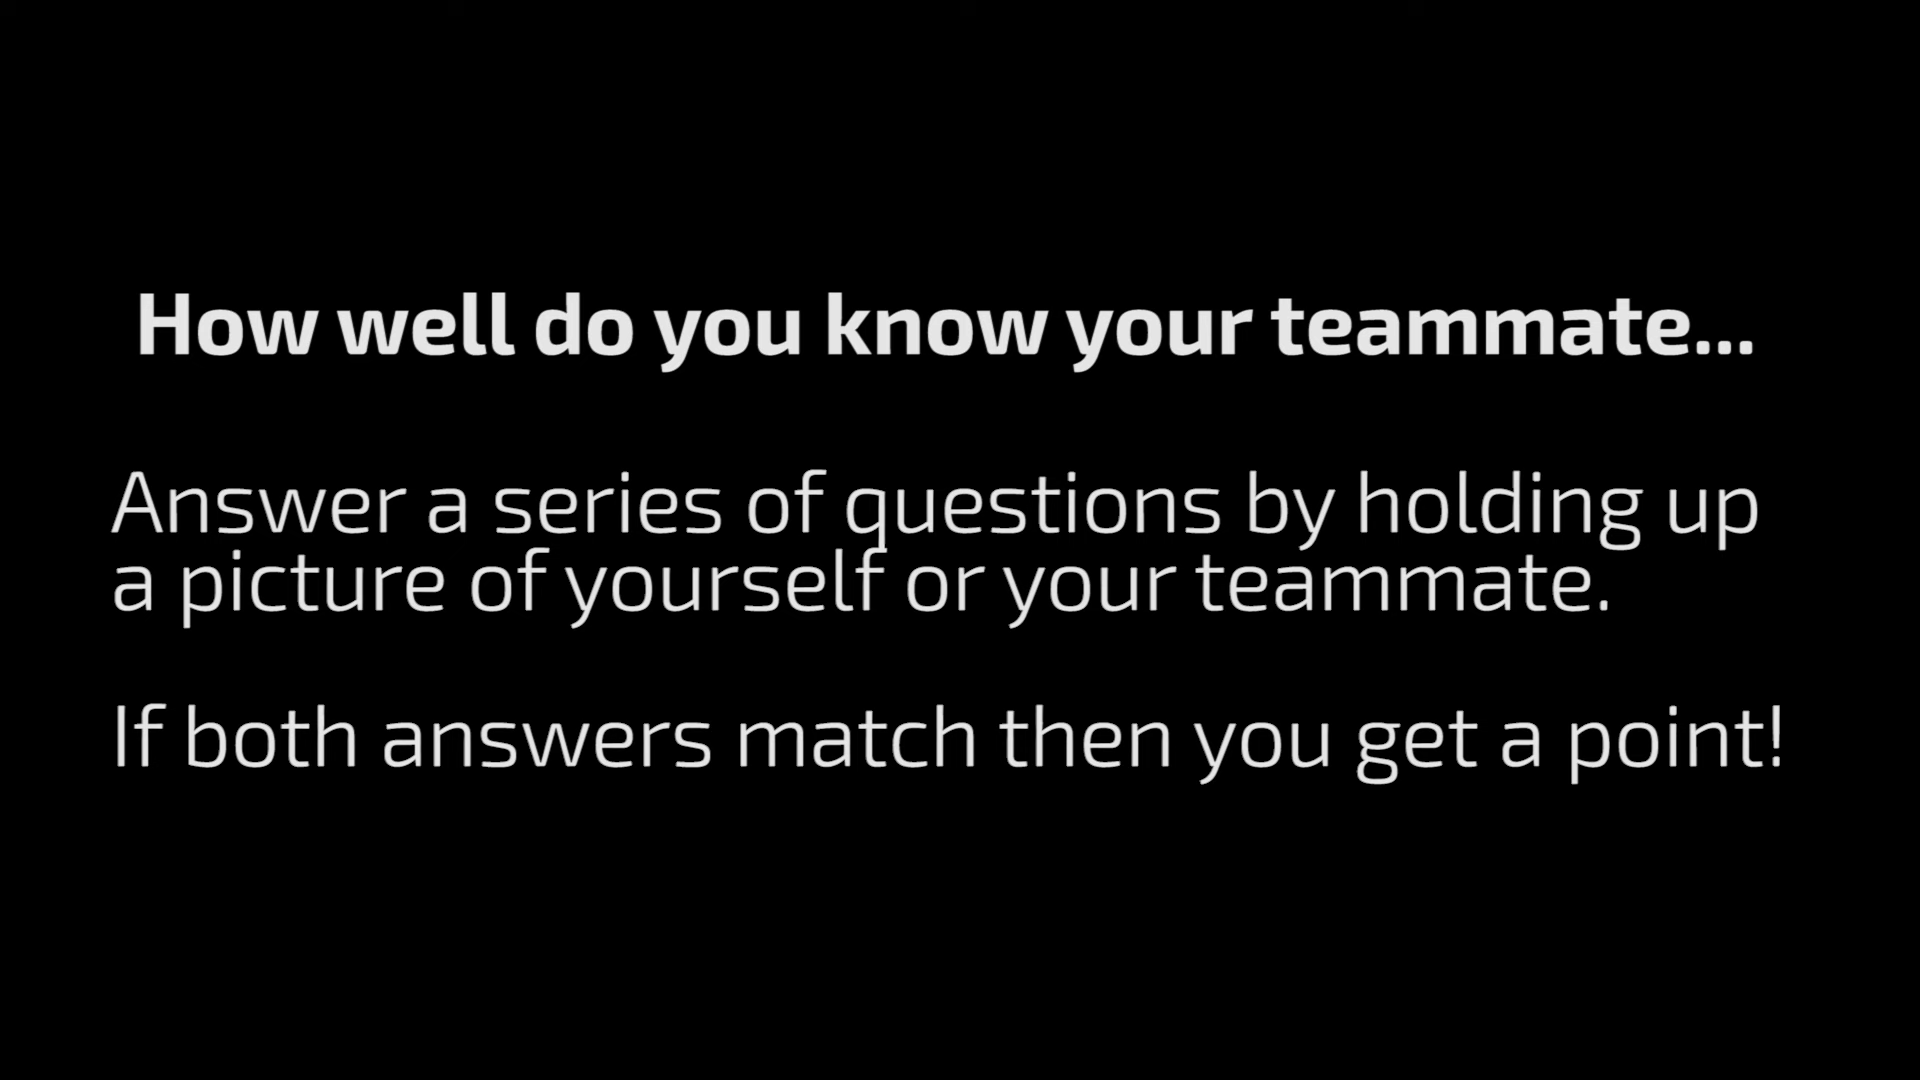 How well do you know your teammate...
Answer a series of questions by holding up
a picture of yourself or your teammate.
If both answers match then you get a point!